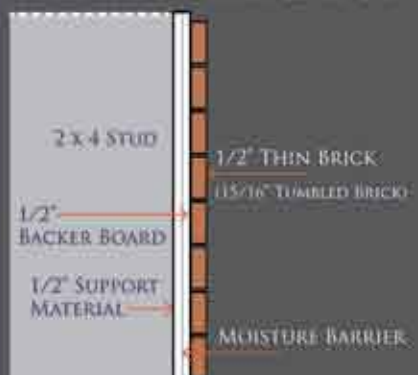 2 x 4 Stud
1/2" Thin Brick
(15/16" Tumbled Brick)
1/2"
Backer Board
1/2" Support
Material
Moisture Barrier